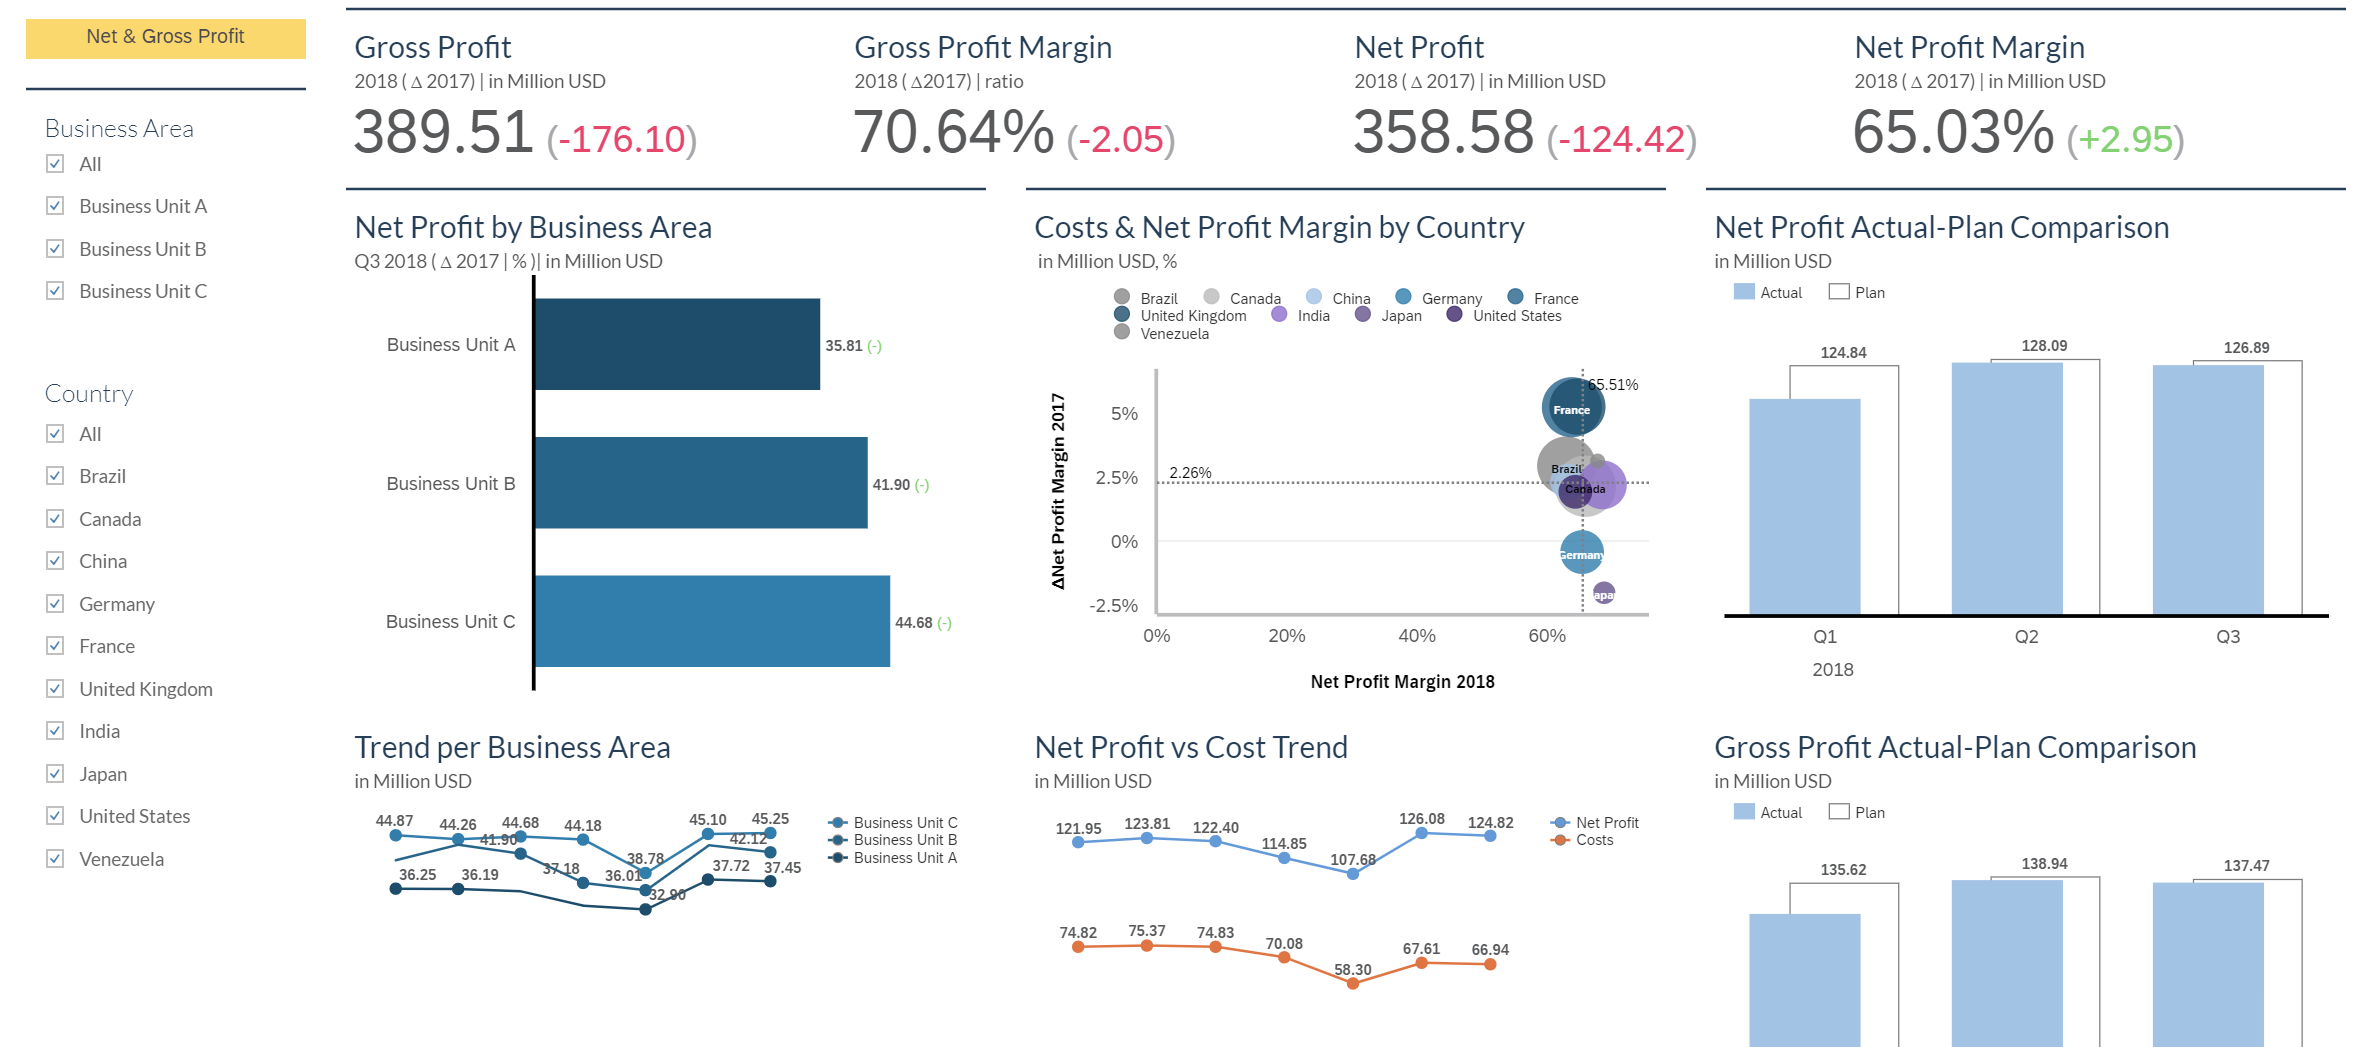 Net & Gross Profit
Business Area
All
Business Unit A
Business Unit B
Business Unit C
Country
All
Brazil
Canada
China
Germany
France
United Kingdom
India
Japan
United States
Venezuela
Gross Profit
2018 ( Δ 2017) | in Million USD
389.51 (-176.10)
Gross Profit Margin
2018 ( Δ2017) | ratio
70.64% (-2.05)
Net Profit
2018 ( Δ 2017) | in Million USD
358.58 (-124.42)
Net Profit Margin
2018 ( Δ 2017) | in Million USD
65.03% (+2.95)
Net Profit by Business Area
Q3 2018 ( Δ 2017 | % )| in Million USD
Business Unit A 35.81 (-)
Business Unit B 41.90 (-)
Business Unit C 44.68 (-)
Costs & Net Profit Margin by Country
in Million USD, %
Brazil Canada China Germany France
United Kingdom India Japan United States
Venezuela
ΔNet Profit Margin 2017
65.51%
5%
France
Brazil
2.26%
2.5%
Canada
0%
Germany
-2.5%
0% 20% 40% 60%
Net Profit Margin 2018
Net Profit Actual-Plan Comparison
in Million USD
Actual Plan
124.84 128.09 126.89
Q1 Q2 Q3
2018
Trend per Business Area
in Million USD
44.87 44.26 44.68 44.18 38.78 45.10 45.25
41.90 37.18 36.01 42.12
36.25 36.19 32.90 37.72 37.45
Business Unit C
Business Unit B
Business Unit A
Net Profit vs Cost Trend
in Million USD
121.95 123.81 122.40 114.85 107.68 126.08 124.82
74.82 75.37 74.83 70.08 58.30 67.61 66.94
Net Profit
Costs
Gross Profit Actual-Plan Comparison
in Million USD
Actual Plan
135.62 138.94 137.47